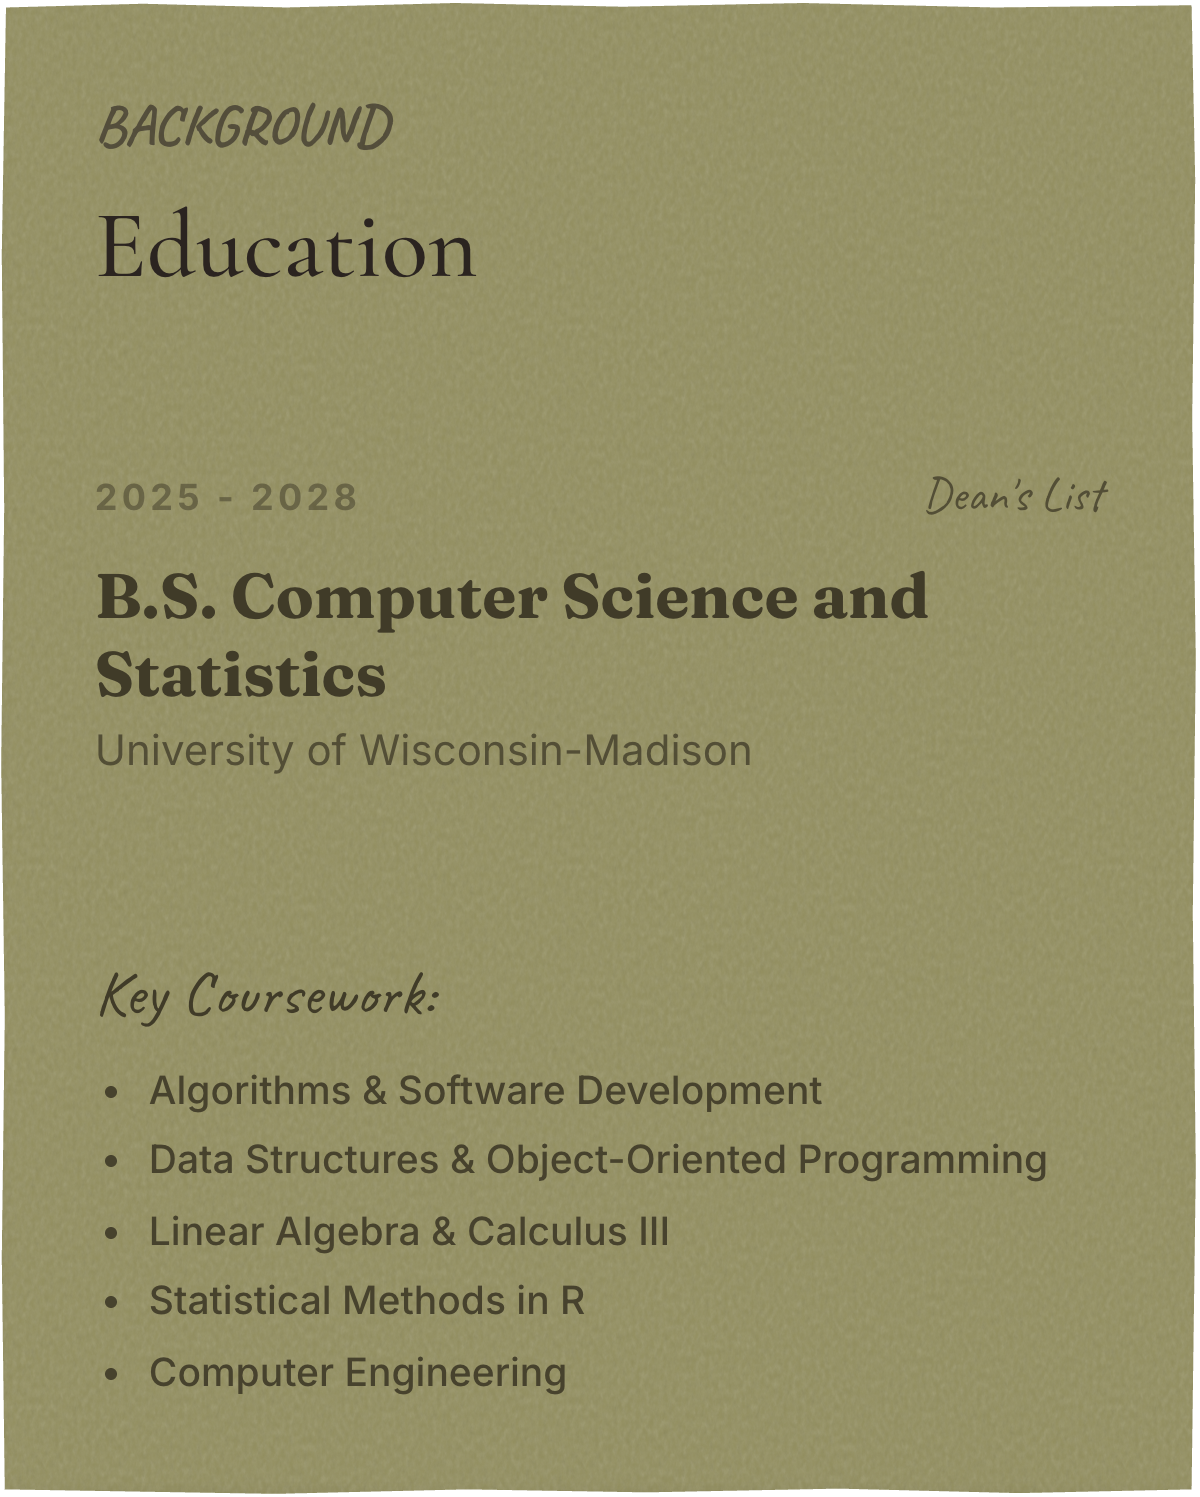 BACKGROUND
Education
2025 - 2028
Dean's List
B.S. Computer Science and
Statistics
University of Wisconsin-Madison
Key Coursework:
• Algorithms & Software Development
• Data Structures & Object-Oriented Programming
• Linear Algebra & Calculus III
• Statistical Methods in R
• Computer Engineering